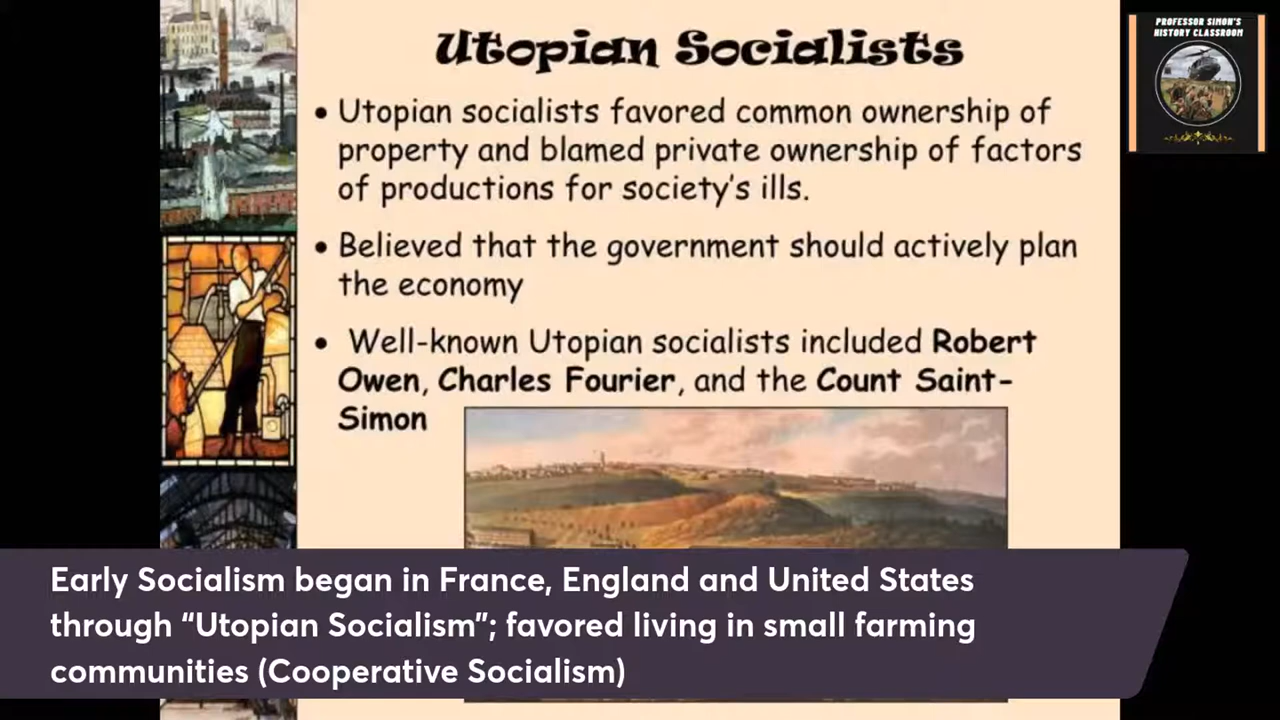 Utopian Socialists
PROFESSOR SIMON'S
HISTORY CLASSROOM
• Utopian socialists favored common ownership of
property and blamed private ownership of factors
of productions for society's ills.
• Believed that the government should actively plan
the economy
• Well-known Utopian socialists included Robert
Owen, Charles Fourier, and the Count Saint-
Simon
Early Socialism began in France, England and United States
through “Utopian Socialism”; favored living in small farming
communities (Cooperative Socialism)